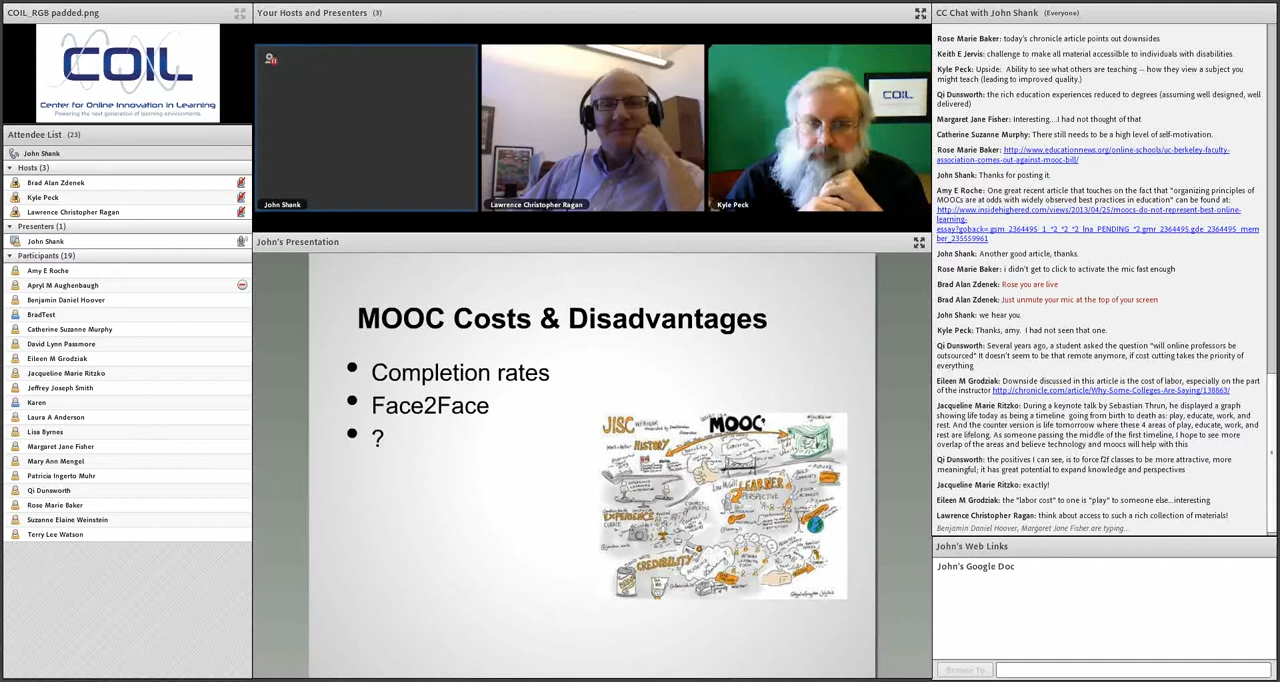 COIL_RGB padded.png
COIL
Center for Online Innovation in Learning
Powering the next generation of learning environments.
Attendee List (23)
John Shank
Hosts (3)
Brad Alan Zdenek
Kyle Peck
Lawrence Christopher Ragan
Presenters (1)
John Shank
Participants (19)
Amy E Roche
Apryl M Aughenbaugh
Benjamin Daniel Hoover
BradTest
Catherine Suzanne Murphy
David Lynn Passmore
Eileen M Grodziak
Jacqueline Marie Ritzko
Jeffrey Joseph Smith
Karen
Laura A Anderson
Lisa Byrnes
Margaret Jane Fisher
Mary Ann Mengel
Patricia Ingerto Muhr
Qi Dunsworth
Rose Marie Baker
Suzanne Elaine Weinstein
Terry Lee Watson
Your Hosts and Presenters (3)
COIL
John Shank
Lawrence Christopher Ragan
Kyle Peck
John's Presentation
MOOC Costs & Disadvantages
• Completion rates
• Face2Face
• ?
JISC
WEBINAR
MOOC
HISTORY
LEARNER
PERSPECTIVE
EXPERIENCE
CREDIBILITY
CC Chat with John Shank (Everyone)
Rose Marie Baker: today's chronicle article points out downsides
Keith E Jervis: challenge to make all material accessilble to individuals with disabilities.
Kyle Peck: Upside: Ability to see what others are teaching -- how they view a subject you
might teach (leading to improved quality.)
Qi Dunsworth: the rich education experiences reduced to degrees (assuming well designed, well
delivered)
Margaret Jane Fisher: Interesting....I had not thought of that
Catherine Suzanne Murphy: There still needs to be a high level of self-motivation.
Rose Marie Baker: http://www.educationnews.org/online-schools/uc-berkeley-faculty-
association-comes-out-against-mooc-bill/
John Shank: Thanks for posting it.
Amy E Roche: One great recent article that touches on the fact that "organizing principles of
MOOCs are at odds with widely observed best practices in education" can be found at:
http://www.insidehighered.com/views/2013/04/25/moocs-do-not-represent-best-online-
learning-
essay?goback=.gsm_2364495_1_*2_*2_*2_lna_PENDING_*2.gmr_2364495.gde_2364495_mem
ber_235559961
John Shank: Another good article, thanks.
Rose Marie Baker: i didn't get to click to activate the mic fast enough
Brad Alan Zdenek: Rose you are live
Brad Alan Zdenek: Just unmute your mic at the top of your screen
John Shank: we hear you.
Kyle Peck: Thanks, amy. I had not seen that one.
Qi Dunsworth: Several years ago, a student asked the question "will online professors be
outsourced" It doesn't seem to be that remote anymore, if cost cutting takes the priority of
everything
Eileen M Grodziak: Downside discussed in this article is the cost of labor, especially on the part
of the instructor http://chronicle.com/article/Why-Some-Colleges-Are-Saying/138863/
Jacqueline Marie Ritzko: During a keynote talk by Sebastian Thrun, he displayed a graph
showing life today as being a timeline going from birth to death as: play, educate, work, and
rest. And the counter version is life tomorroow where these 4 areas of play, educate, work, and
rest are lifelong. As someone passing the middle of the first timeline, I hope to see more
overlap of the areas and believe technology and moocs will help with this
Qi Dunsworth: the positives I can see, is to force f2f classes to be more attractive, more
meaningful; it has great potential to expand knowledge and perspectives
Jacqueline Marie Ritzko: exactly!
Eileen M Grodziak: the "labor cost" to one is "play" to someone else...interesting
Lawrence Christopher Ragan: think about access to such a rich collection of materials!
Benjamin Daniel Hoover, Margaret Jane Fisher are typing...
John's Web Links
John's Google Doc
Browse To